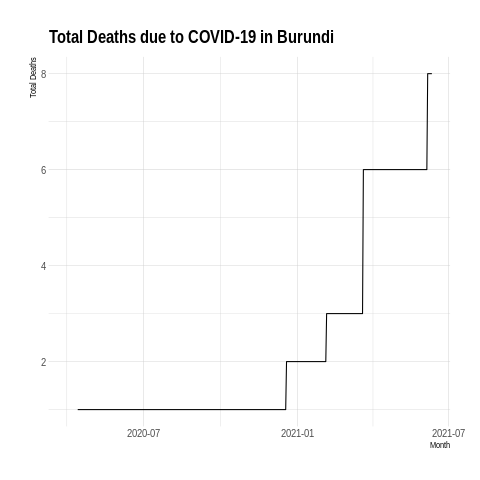 Total Deaths due to COVID-19 in Burundi
Total Deaths
8
6
4
2
2020-07
2021-01
2021-07
Month